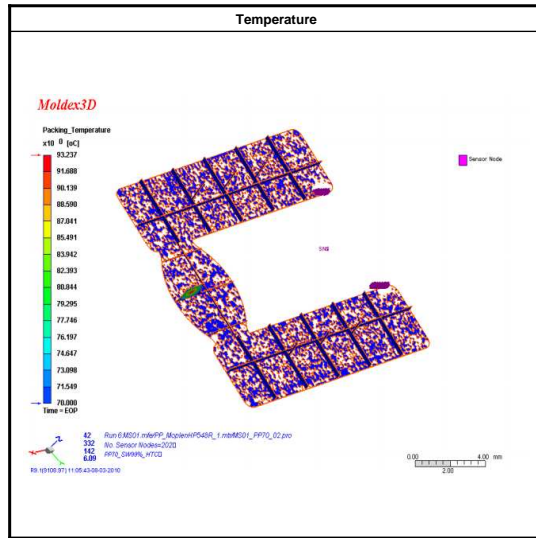 Temperature
Moldex3D
Packing_Temperature
x10 0 [oC]
93.237
91.688
90.139
88.590
87.041
85.491
83.942
82.393
80.844
79.295
77.746
76.197
74.647
73.098
71.549
70.000
Time = EOP
Sensor Node
SN8
42
332
142
6.09
Run 6:MS01.mfe/PP_MoplenHP548R_1.mtr/MS01_PP70_02.pro
No. Sensor Nodes=2020
0.00 4.00 mm
2.00